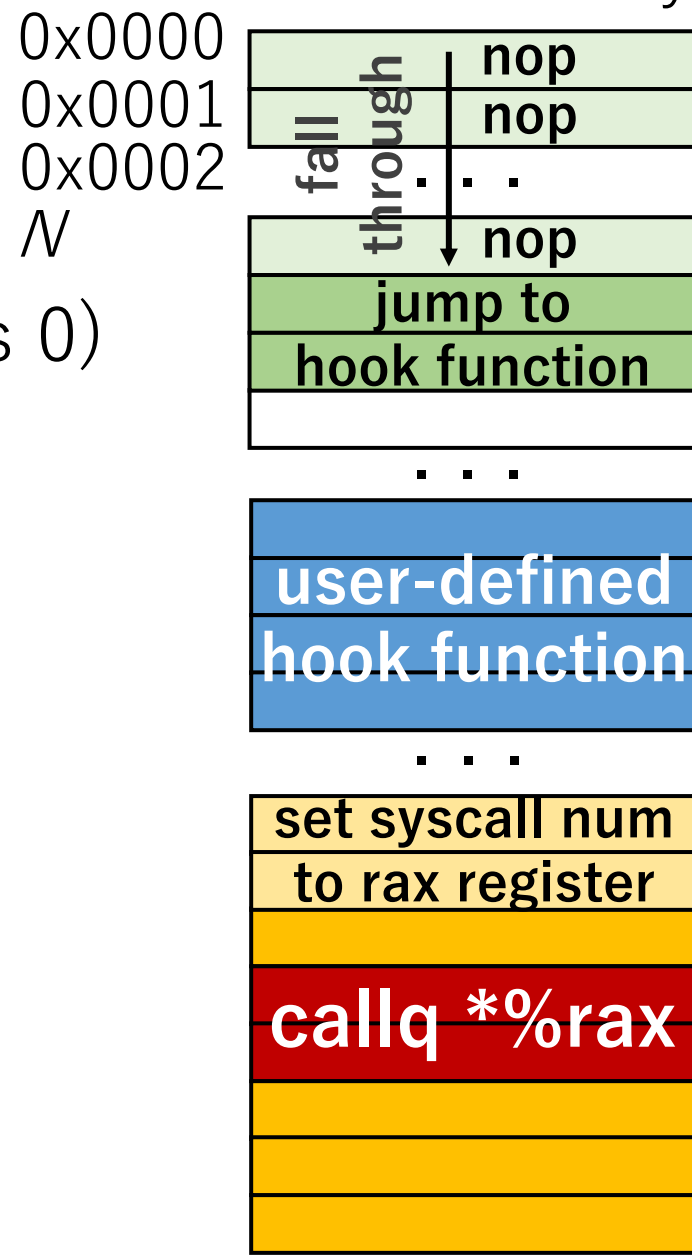 0x0000
nop
0x0001
nop
0x0002
. . .
N
nop
fall
through
s 0)
jump to
hook function
. . .
user-defined
hook function
. . .
set syscall num
to rax register
callq *%rax